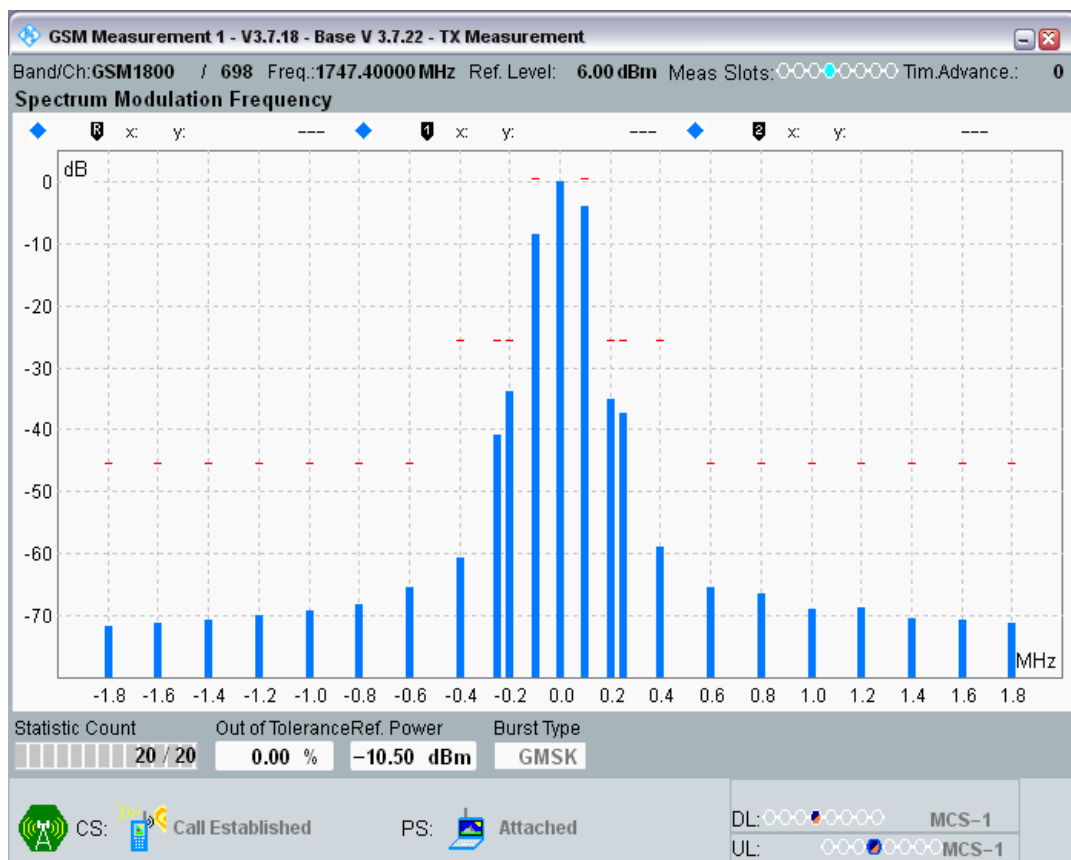 GSM Measurement 1 - V3.7.18 - Base V 3.7.22 - TX Measurement
Band/Ch:GSM1800 / 698 Freq.:1747.40000 MHz Ref. Level: 6.00 dBm Meas Slots: Tim.Advance.: 0
Spectrum Modulation Frequency
R x: y: --- 1 x: y: --- 2 x: y: ---
dB
0
-10
-20
-30
-40
-50
-60
-70
MHz
-1.8 -1.6 -1.4 -1.2 -1.0 -0.8 -0.6 -0.4 -0.2 0.0 0.2 0.4 0.6 0.8 1.0 1.2 1.4 1.6 1.8
Statistic Count Out of Tolerance Ref. Power Burst Type
20 / 20 0.00 % −10.50 dBm GMSK
CS: Call Established PS: Attached DL: MCS−1
UL: MCS−1